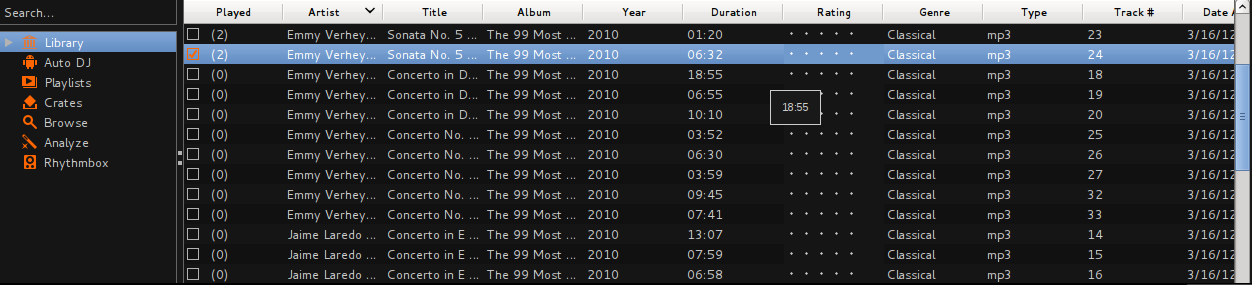 Search...
Library
Auto DJ
Playlists
Crates
Browse
Analyze
Rhythmbox
Played Artist Title Album Year Duration Rating Genre Type Track # Date A
(2) Emmy Verhey... Sonata No. 5 ... The 99 Most ... 2010 01:20 Classical mp3 23 3/16/12
(2) Emmy Verhey... Sonata No. 5 ... The 99 Most ... 2010 06:32 Classical mp3 24 3/16/12
(0) Emmy Verhey... Concerto in D... The 99 Most ... 2010 18:55 Classical mp3 18 3/16/12
(0) Emmy Verhey... Concerto in D... The 99 Most ... 2010 06:55 Classical mp3 19 3/16/12
18:55
(0) Emmy Verhey... Concerto in D... The 99 Most ... 2010 10:10 Classical mp3 20 3/16/12
(0) Emmy Verhey... Concerto No. ... The 99 Most ... 2010 03:52 Classical mp3 25 3/16/12
(0) Emmy Verhey... Concerto No. ... The 99 Most ... 2010 06:30 Classical mp3 26 3/16/12
(0) Emmy Verhey... Concerto No. ... The 99 Most ... 2010 03:59 Classical mp3 27 3/16/12
(0) Emmy Verhey... Concerto No. ... The 99 Most ... 2010 09:45 Classical mp3 32 3/16/12
(0) Emmy Verhey... Concerto No. ... The 99 Most ... 2010 07:41 Classical mp3 33 3/16/12
(0) Jaime Laredo ... Concerto in E ... The 99 Most ... 2010 13:07 Classical mp3 14 3/16/12
(0) Jaime Laredo ... Concerto in E ... The 99 Most ... 2010 07:59 Classical mp3 15 3/16/12
(0) Jaime Laredo ... Concerto in E ... The 99 Most ... 2010 06:58 Classical mp3 16 3/16/12